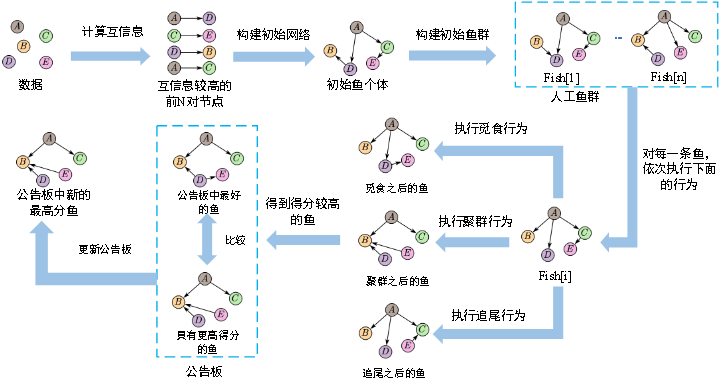 A
B
C
D
E
数据
计算互信息
A D
C E
D B
A C
互信息较高的
前N对节点
构建初始网络
A
B
C
D
E
初始鱼个体
构建初始鱼群
A
B
C
D
E
Fish[1]
...
A
B
C
D
E
Fish[n]
人工鱼群
对每一条鱼,
依次执行下面
的行为
A
B
C
D
E
Fish[i]
执行觅食行为
A
B
C
D
E
觅食之后的鱼
执行聚群行为
A
B
C
D
E
聚群之后的鱼
执行追尾行为
A
B
C
D
E
追尾之后的鱼
得到得分较高
的鱼
A
B
C
D
E
公告板中最好
的鱼
比较
A
B
C
D
E
具有更高得分
的鱼
公告板
更新公告板
A
B
C
D
E
公告板中新的
最高分鱼